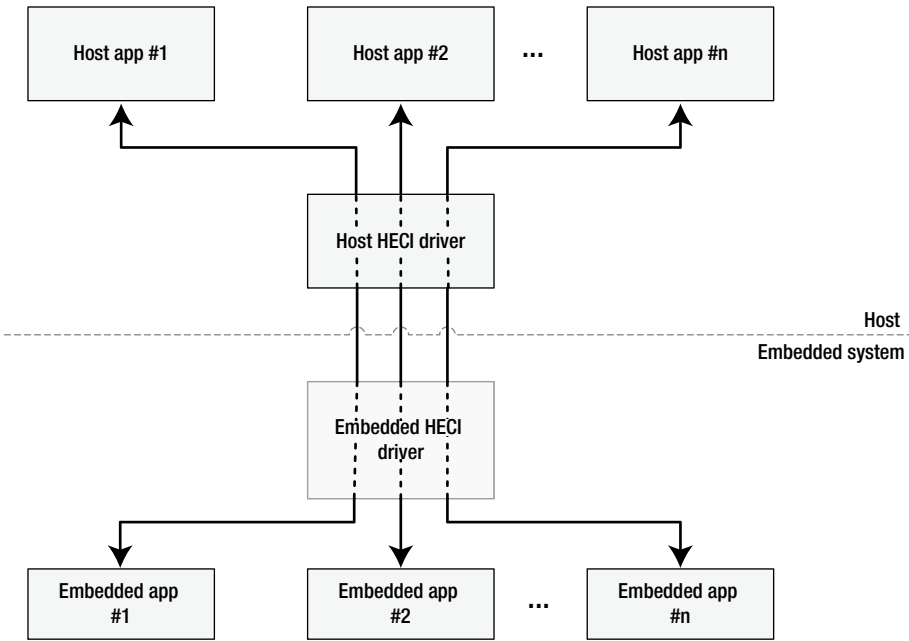 Host app #1
Host app #2
...
Host app #n
Host HECI driver
Host
Embedded system
Embedded HECI
driver
Embedded app
#1
Embedded app
#2
...
Embedded app
#n